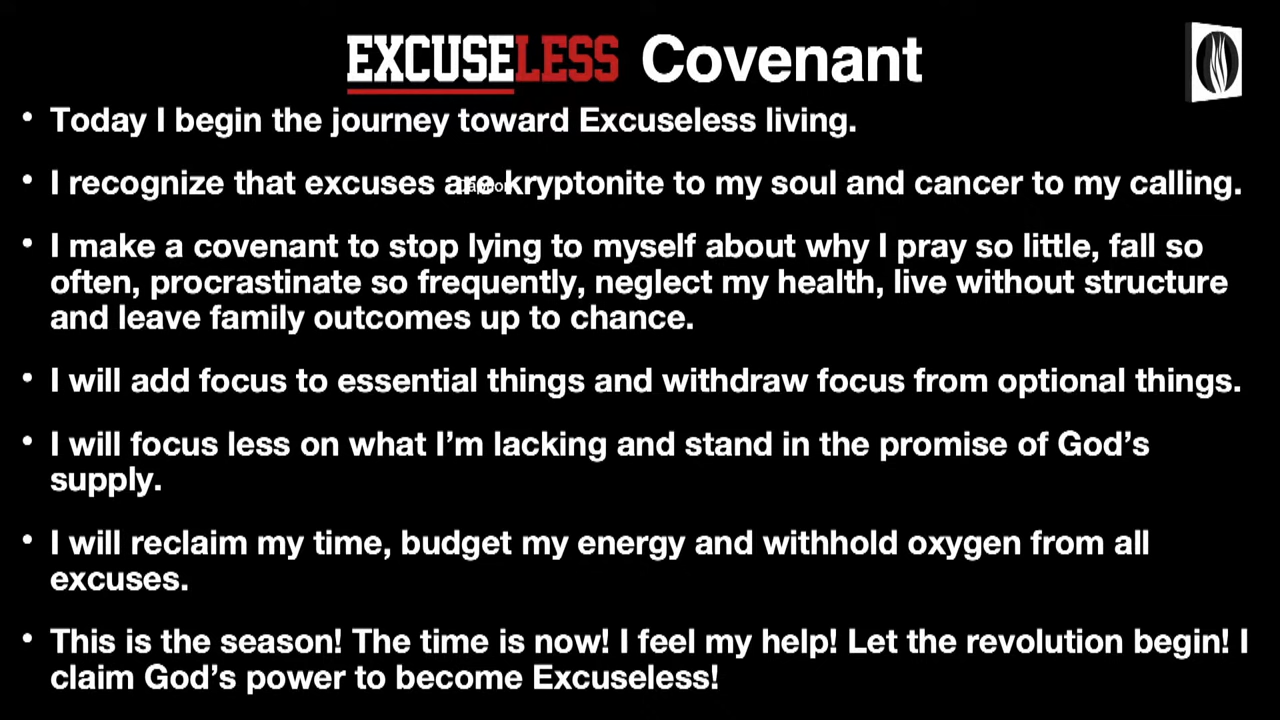 EXCUSELESS Covenant
• Today I begin the journey toward Excuseless living.
• I recognize that excuses are kryptonite to my soul and cancer to my calling.
• I make a covenant to stop lying to myself about why I pray so little, fall so
often, procrastinate so frequently, neglect my health, live without structure
and leave family outcomes up to chance.
• I will add focus to essential things and withdraw focus from optional things.
• I will focus less on what I’m lacking and stand in the promise of God’s
supply.
• I will reclaim my time, budget my energy and withhold oxygen from all
excuses.
• This is the season! The time is now! I feel my help! Let the revolution begin! I
claim God’s power to become Excuseless!